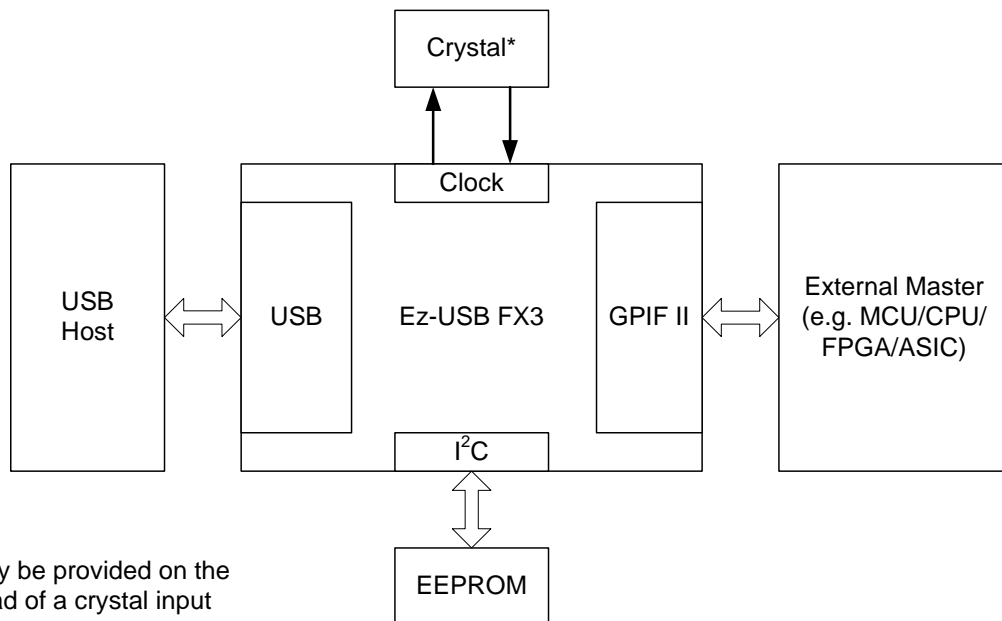 Crystal*
Clock
USB
Host
USB
Ez-USB FX3
GPIF II
External Master
(e.g. MCU/CPU/
FPGA/ASIC)
I²C
EEPROM
be provided on the
of a crystal input